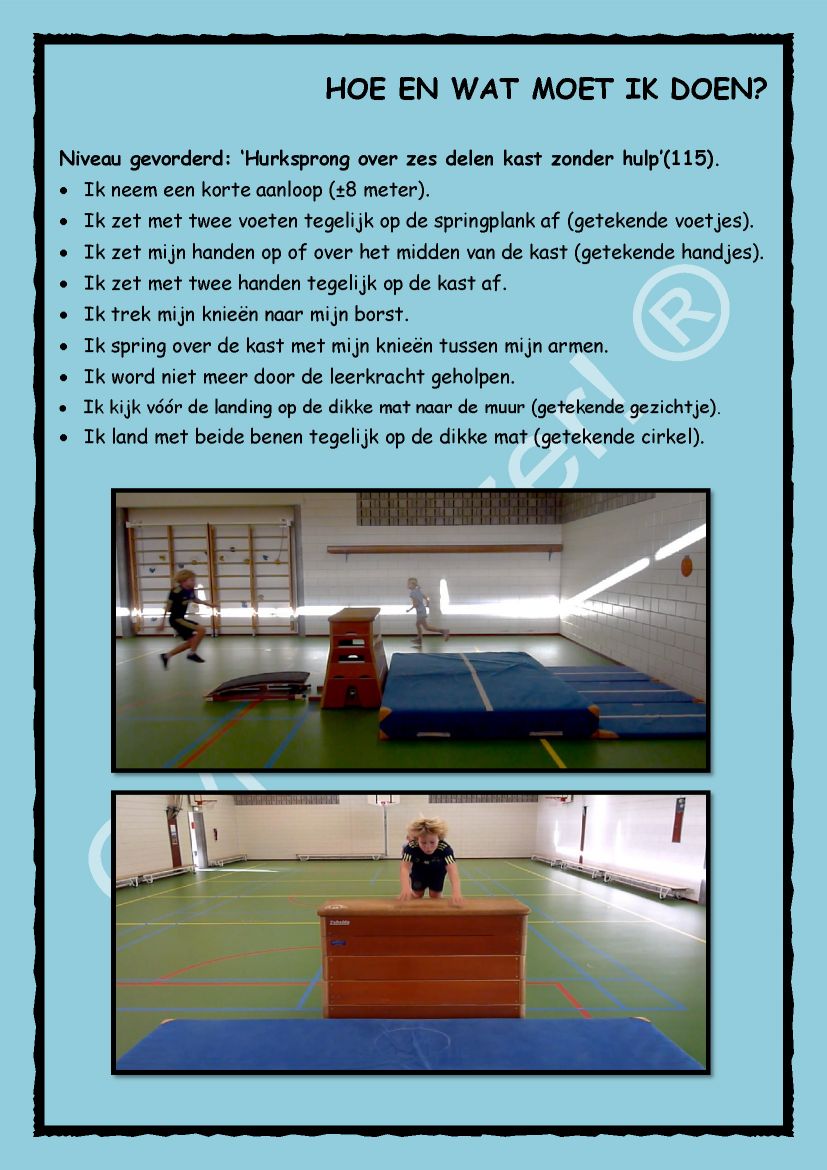 HOE EN WAT MOET IK DOEN?
Niveau gevorderd: ‘Hurksprong over zes delen kast zonder hulp’(115).
• Ik neem een korte aanloop (±8 meter).
• Ik zet met twee voeten tegelijk op de springplank af (getekende voetjes).
• Ik zet mijn handen op of over het midden van de kast (getekende handjes).
• Ik zet met twee handen tegelijk op de kast af.
• Ik trek mijn knieën naar mijn borst.
• Ik spring over de kast met mijn knieën tussen mijn armen.
• Ik word niet meer door de leerkracht geholpen.
• Ik kijk vóór de landing op de dikke mat naar de muur (getekende gezichtje).
• Ik land met beide benen tegelijk op de dikke mat (getekende cirkel).